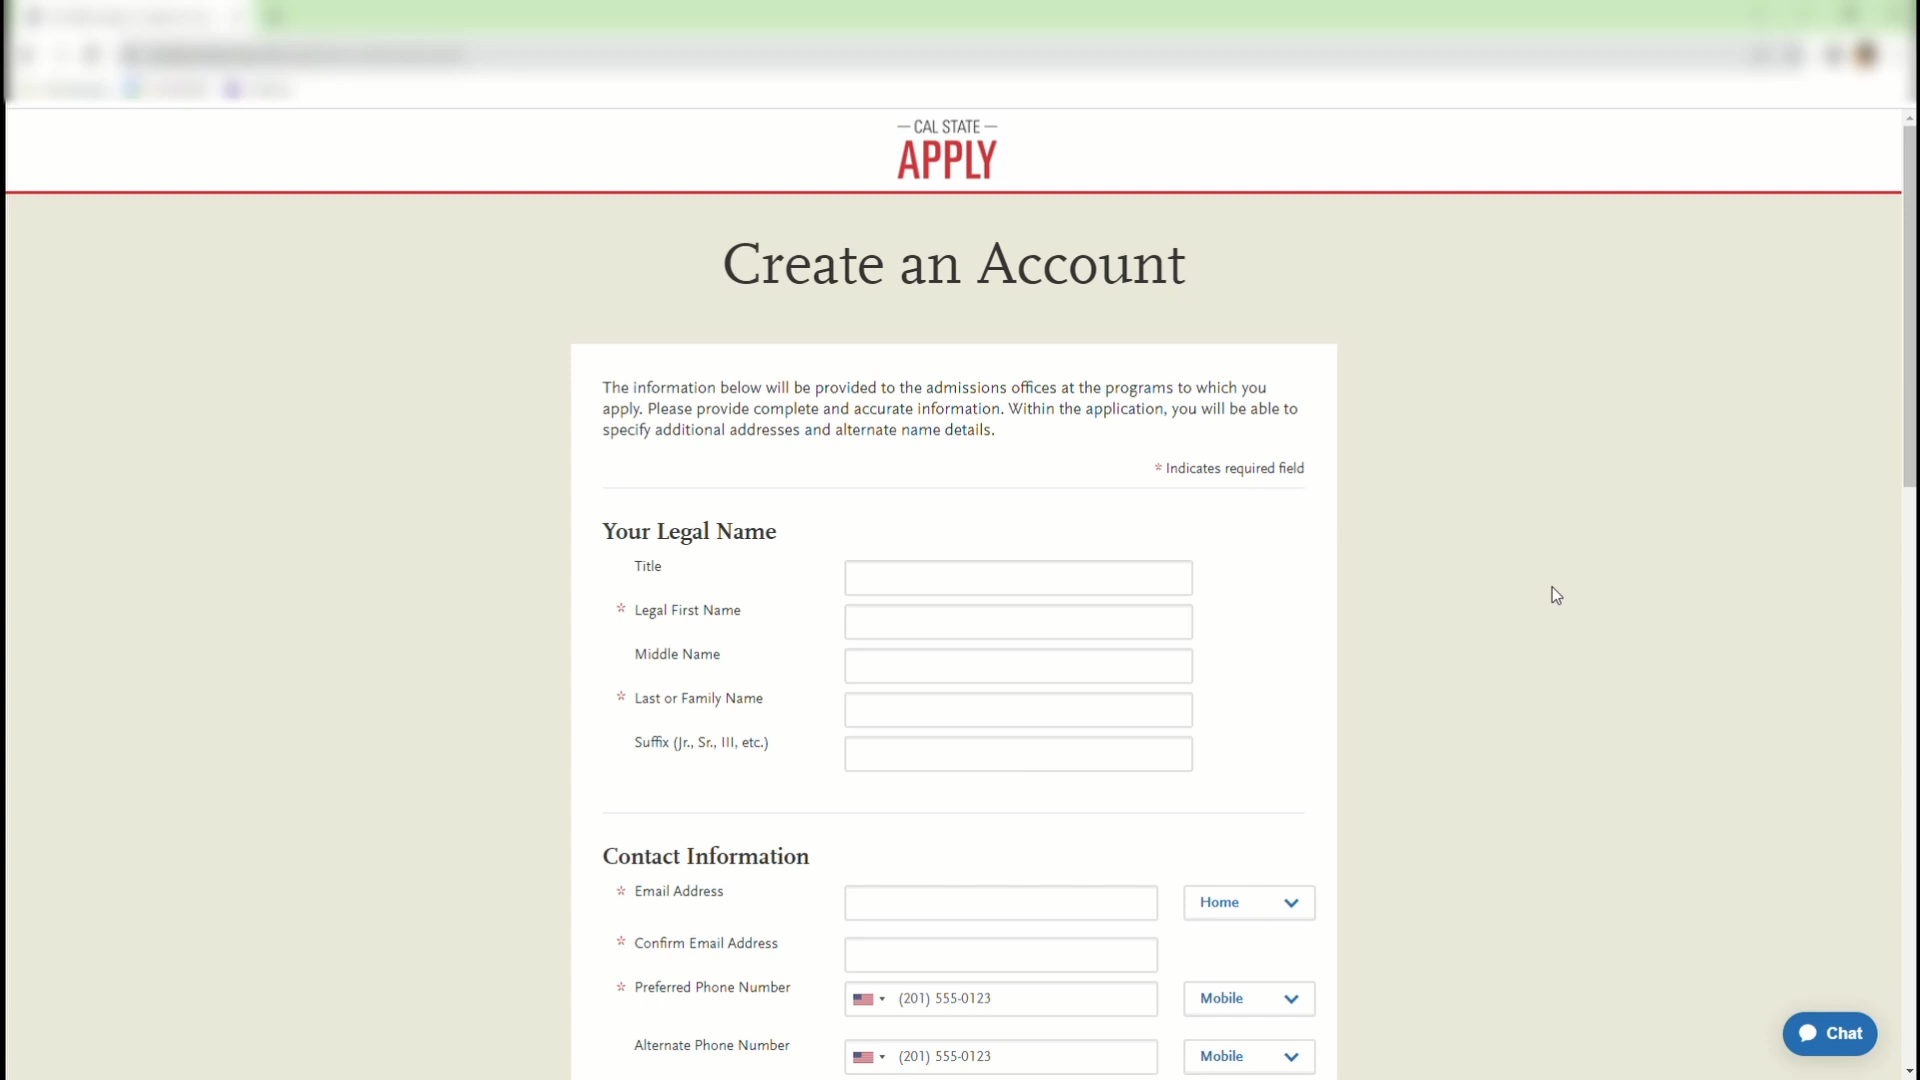 — CAL STATE —
APPLY
Create an Account
The information below will be provided to the admissions offices at the programs to which you
apply. Please provide complete and accurate information. Within the application, you will be able to
specify additional addresses and alternate name details.
* Indicates required field
Your Legal Name
Title
* Legal First Name
Middle Name
* Last or Family Name
Suffix (Jr., Sr., III, etc.)
Contact Information
* Email Address
Home
* Confirm Email Address
* Preferred Phone Number
(201) 555-0123
Mobile
Alternate Phone Number
(201) 555-0123
Mobile
Chat